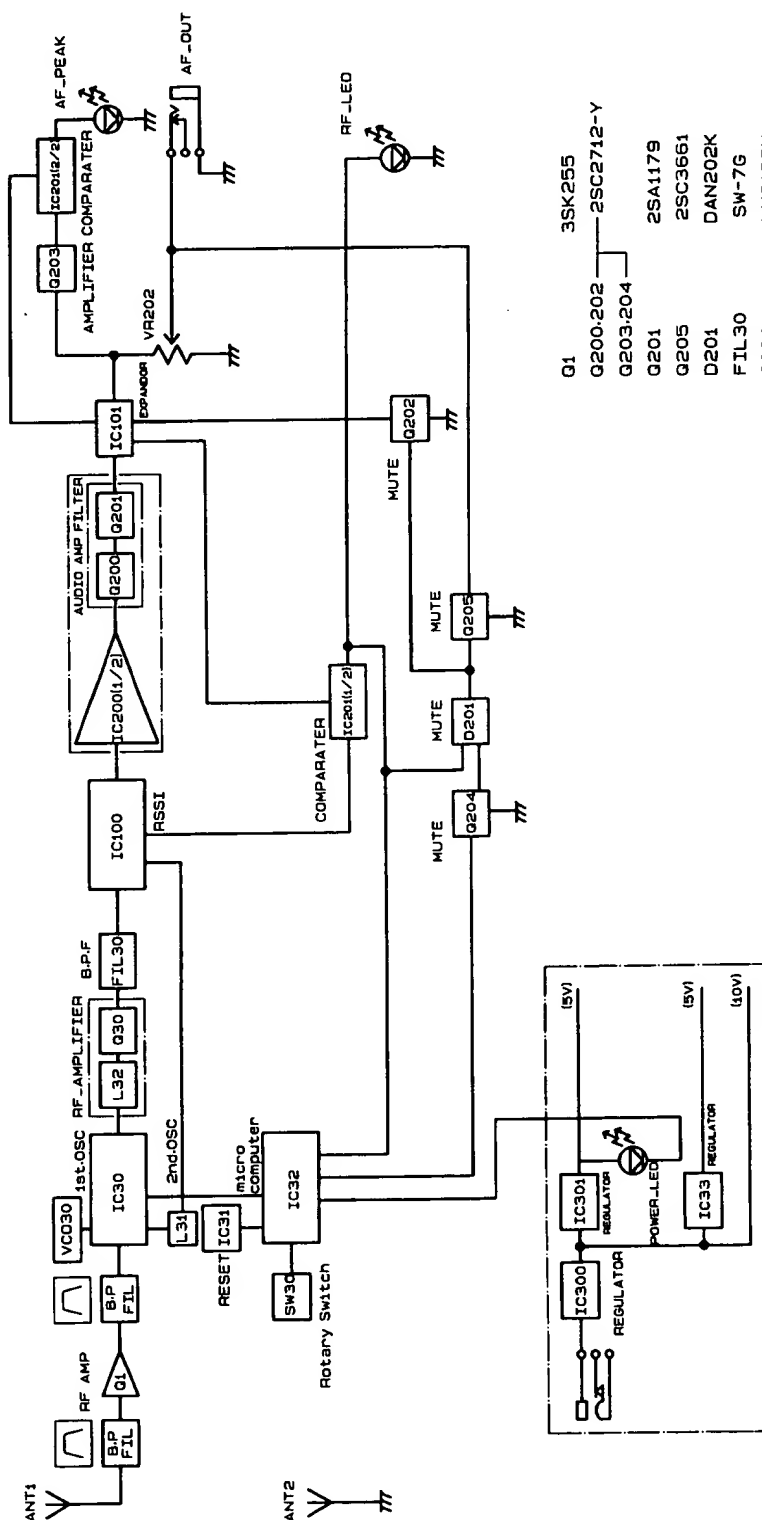 ANT1
B.P FIL
RF AMP
Q1
B.P FIL
VCO30
1st.OSC
IC30
RF_AMPLIFIER
L32
Q30
B.P.F
FIL30
IC100
RSSI
AUDIO AMP FILTER
IC200(1/2)
Q200
Q201
IC101
EXPANDOR
VR202
Q203
AMPLIFIER
IC201(2/2)
COMPARATER
AF_PEAK
AF_OUT
2nd.OSC
L31
RESET
IC31
micro computer
IC32
SW30
Rotary Switch
COMPARATER
IC201(1/2)
RF_LED
MUTE
Q202
MUTE
Q204
MUTE
D201
MUTE
Q205
ANT2
IC300
REGULATOR
IC301
REGULATOR
POWER_LED
IC33
REGULATOR
(5V)
(5V)
(10V)
Q1 3SK255
Q200.202 2SC2712-Y
Q203.204
Q201 2SA1179
Q205 2SC3661
D201 DAN202K
FIL30 SW-7G